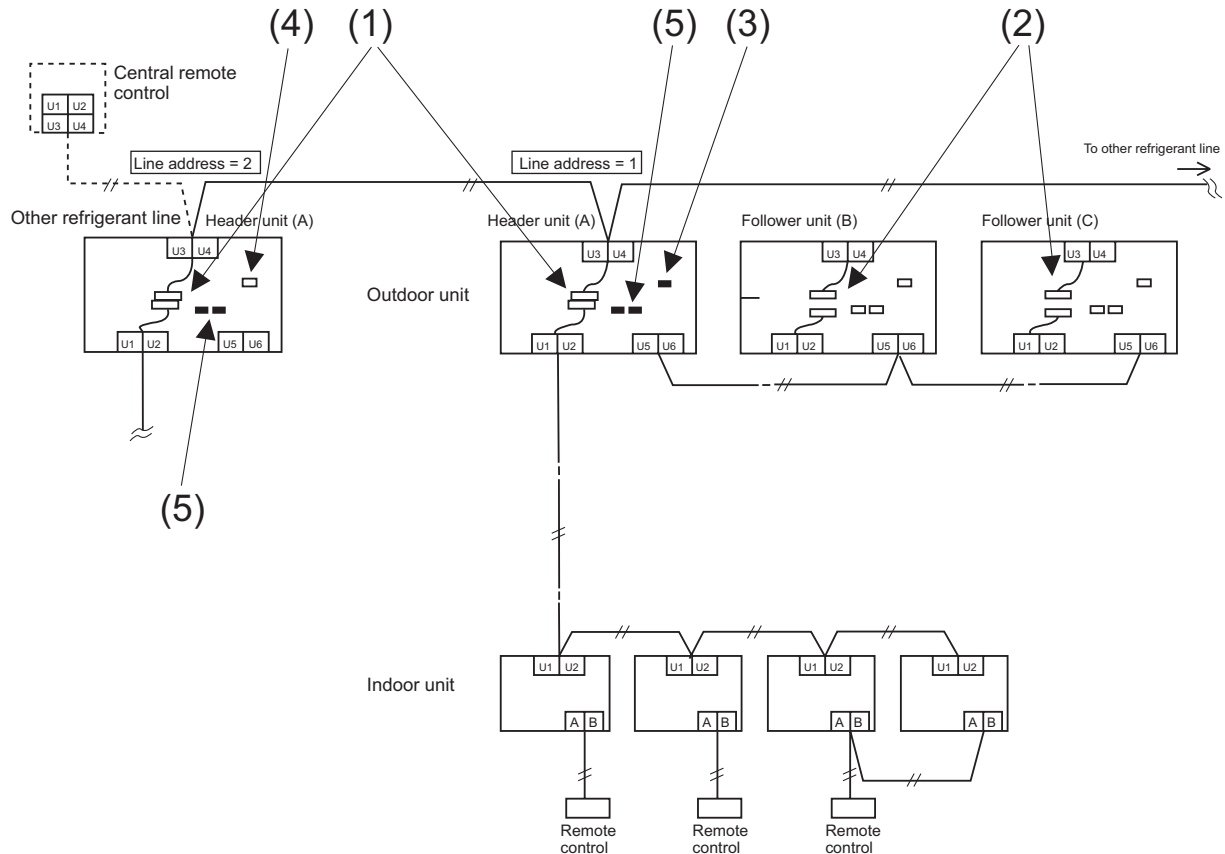 (4) (1) (5) (3) (2)
Central remote
control
U1 U2
U3 U4
Line address = 2
Line address = 1
To other refrigerant line
Other refrigerant line
Header unit (A)
Header unit (A)
Follower unit (B)
Follower unit (C)
U3 U4
U3 U4
U3 U4
U3 U4
Outdoor unit
U1 U2
U5 U6
U1 U2
U5 U6
U1 U2
U5 U6
U1 U2
U5 U6
(5)
Indoor unit
U1 U2
U1 U2
U1 U2
U1 U2
A B
A B
A B
A B
Remote
control
Remote
control
Remote
control